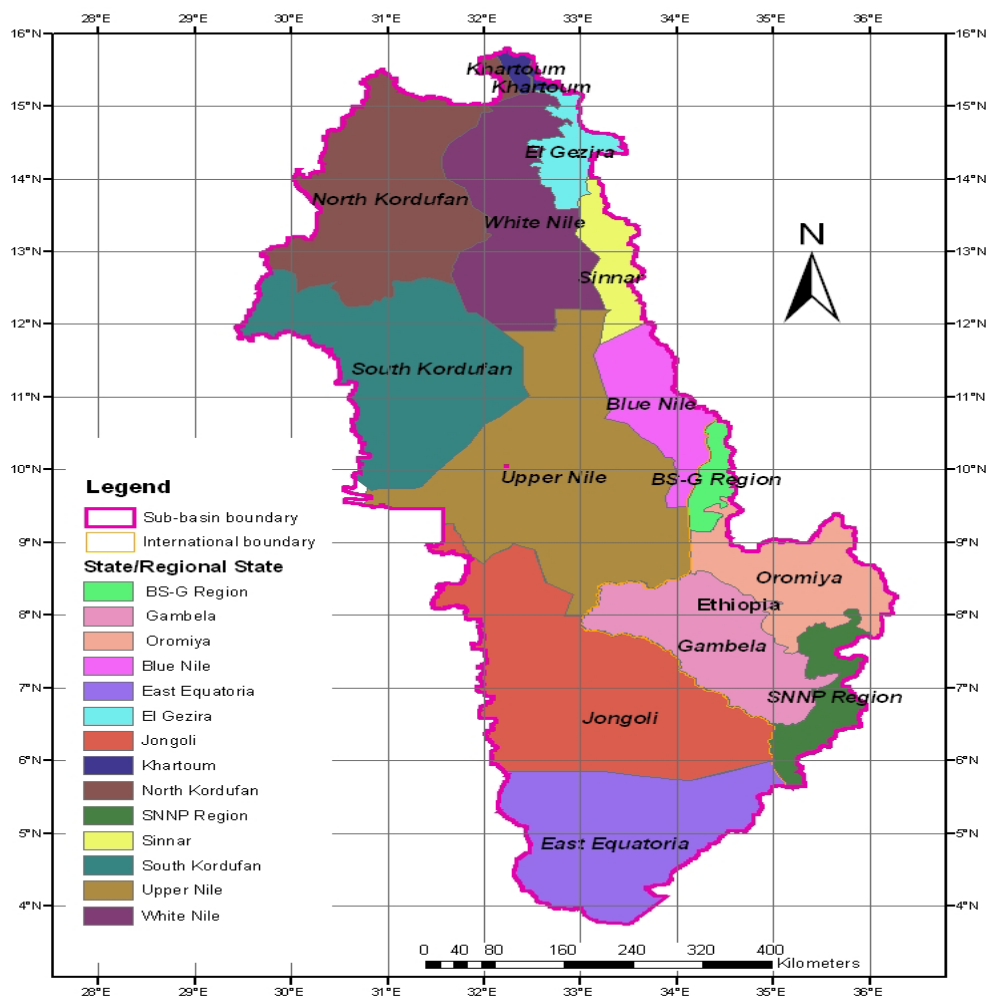 28°E 29°E 30°E 31°E 32°E 33°E 34°E 35°E 36°E
16°N 16°N
Khartoum
Khartoum
15°N 15°N
El Gezira
14°N 14°N
North Kordufan
White Nile
N
13°N 13°N
Sinnar
12°N 12°N
South Kordufan
11°N 11°N
Blue Nile
10°N 10°N
Upper Nile
BS-G Region
Legend
Sub-basin boundary
International boundary
State/Regional State
BS-G Region
Gambela
Oromiya
Blue Nile
East Equatoria
El Gezira
Jongoli
Khartoum
North Kordufan
SNNP Region
Sinnar
South Kordufan
Upper Nile
White Nile
9°N 9°N
Oromiya
Ethiopia
8°N 8°N
Gambela
7°N 7°N
SNNP Region
Jongoli
6°N 6°N
5°N 5°N
East Equatoria
4°N 4°N
0 40 80 160 240 320 400
Kilometers
28°E 29°E 30°E 31°E 32°E 33°E 34°E 35°E 36°E